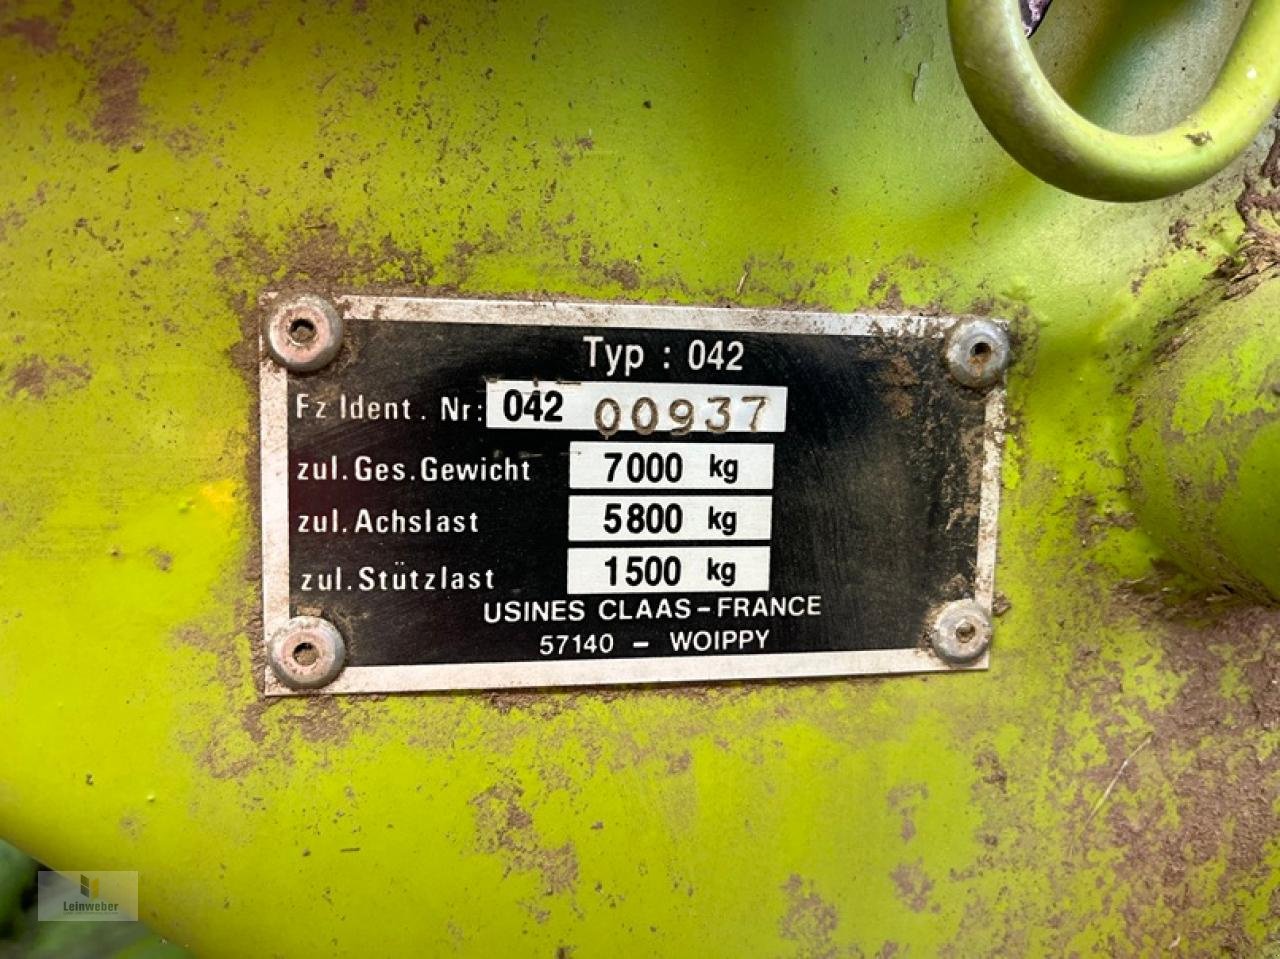 Typ : 042
Fz Ident. Nr: 042 00937
zul.Ges.Gewicht 7000 kg
zul.Achslast 5800 kg
zul.Stützlast 1500 kg
USINES CLAAS-FRANCE
57140 - WOIPPY
Leinweber